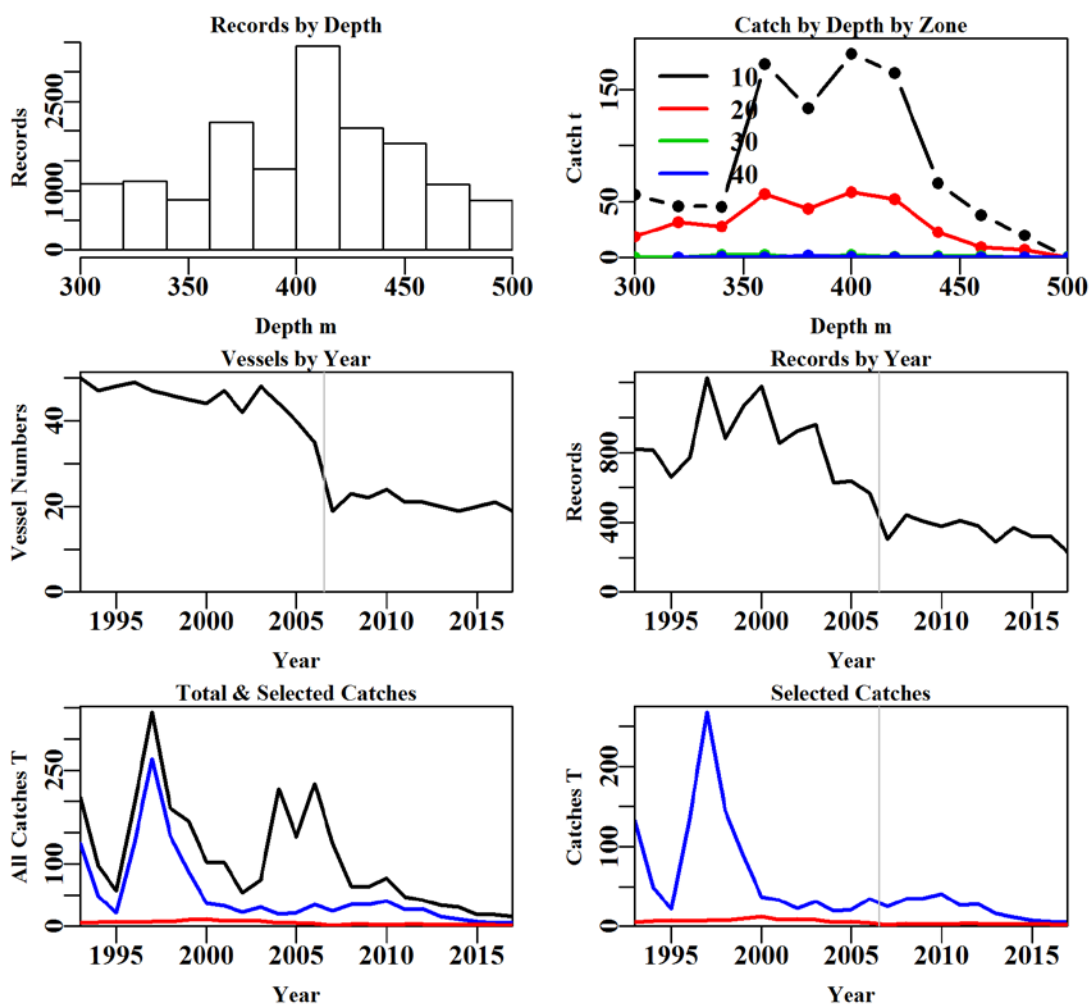 Records by Depth
Records
0
1000
2500
300
350
400
450
500
Depth m
Catch by Depth by Zone
Catch t
0
50
150
10
20
30
40
300
350
400
450
500
Depth m
Vessels by Year
Vessel Numbers
0
20
40
1995
2000
2005
2010
2015
Year
Records by Year
Records
0
400
800
1995
2000
2005
2010
2015
Year
Total & Selected Catches
All Catches T
0
100
250
1995
2000
2005
2010
2015
Year
Selected Catches
Catches T
0
100
200
1995
2000
2005
2010
2015
Year